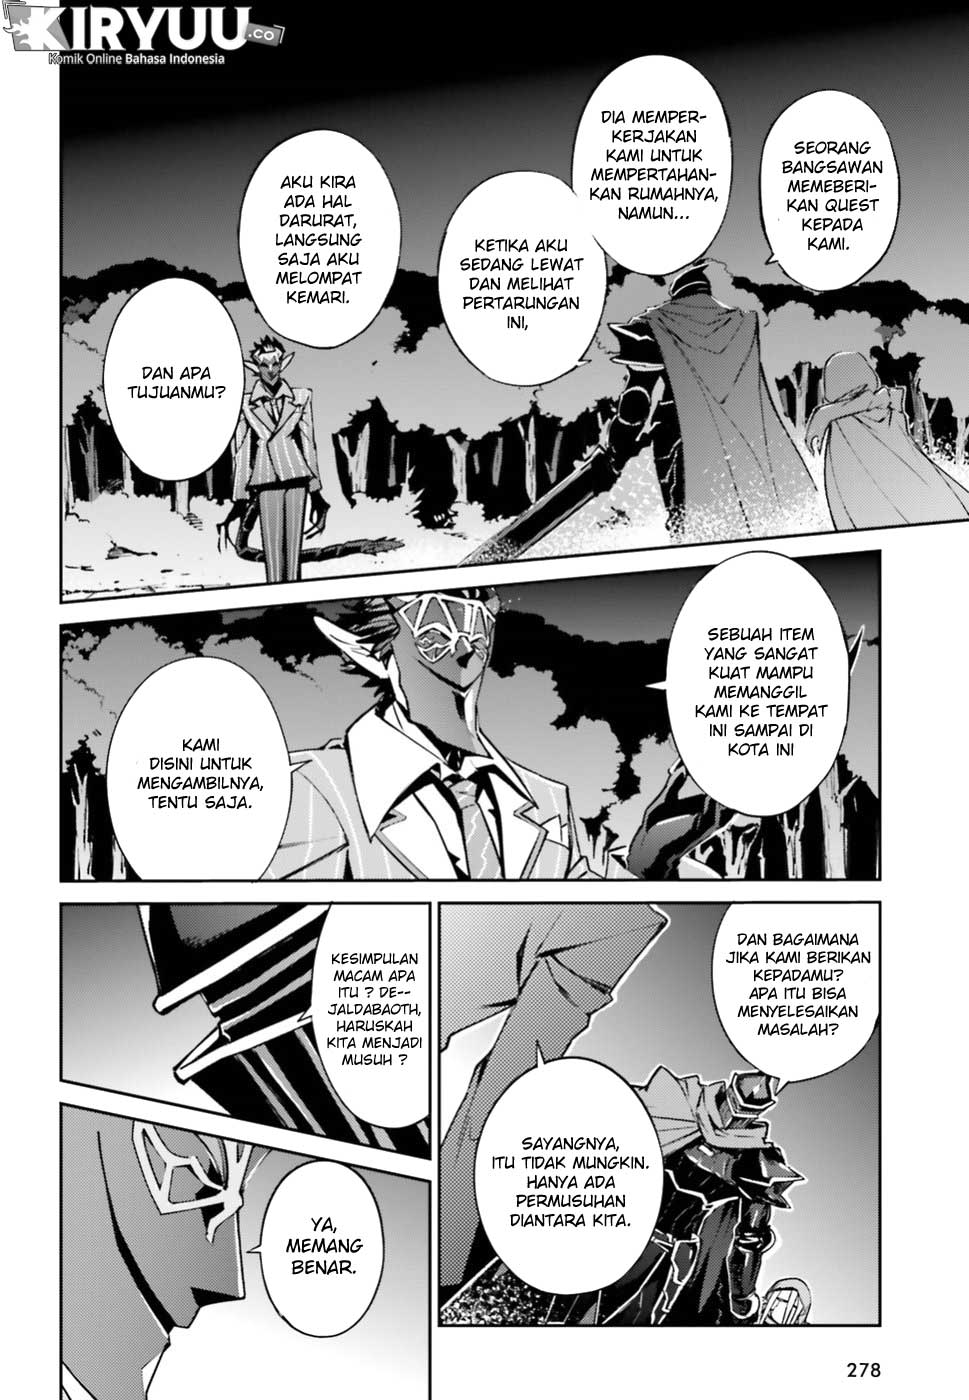 KIRYUU.CO
Komik Online Bahasa Indonesia
SEORANG
BANGSAWAN
MEMEBERI-
KAN QUEST
KEPADA
KAMI.
DIA MEMPER-
KERJAKAN
KAMI UNTUK
MEMPERTAHAN-
KAN RUMAHNYA,
NAMUN...
KETIKA AKU
SEDANG LEWAT
DAN MELIHAT
PERTARUNGAN
INI,
AKU KIRA
ADA HAL
DARURAT,
LANGSUNG
SAJA AKU
MELOMPAT
KEMARI.
DAN APA
TUJUANMU?
SEBUAH ITEM
YANG SANGAT
KUAT MAMPU
MEMANGGIL
KAMI KE TEMPAT
INI SAMPAI DI
KOTA INI
KAMI
DISINI UNTUK
MENGAMBILNYA,
TENTU SAJA.
DAN BAGAIMANA
JIKA KAMI BERIKAN
KEPADAMU?
APA ITU BISA
MENYELESAIKAN
MASALAH?
SAYANGNYA,
ITU TIDAK MUNGKIN.
HANYA ADA
PERMUSUHAN
DIANTARA KITA.
KESIMPULAN
MACAM APA
ITU ? DE--
JALDABAOTH,
HARUSKAH
KITA MENJADI
MUSUH ?
YA,
MEMANG
BENAR.
278